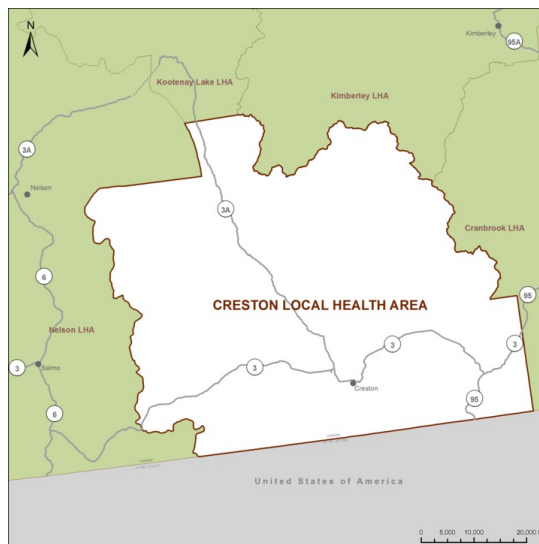 N
Kimberley
95A
Kootenay Lake LHA
Kimberley LHA
3A
Nelson
3A
Cranbrook LHA
6
95
CRESTON LOCAL HEALTH AREA
Nelson LHA
3
3
3
3
Salmo
Creston
6
95
United States of America
0 5,000 10,000 20,000